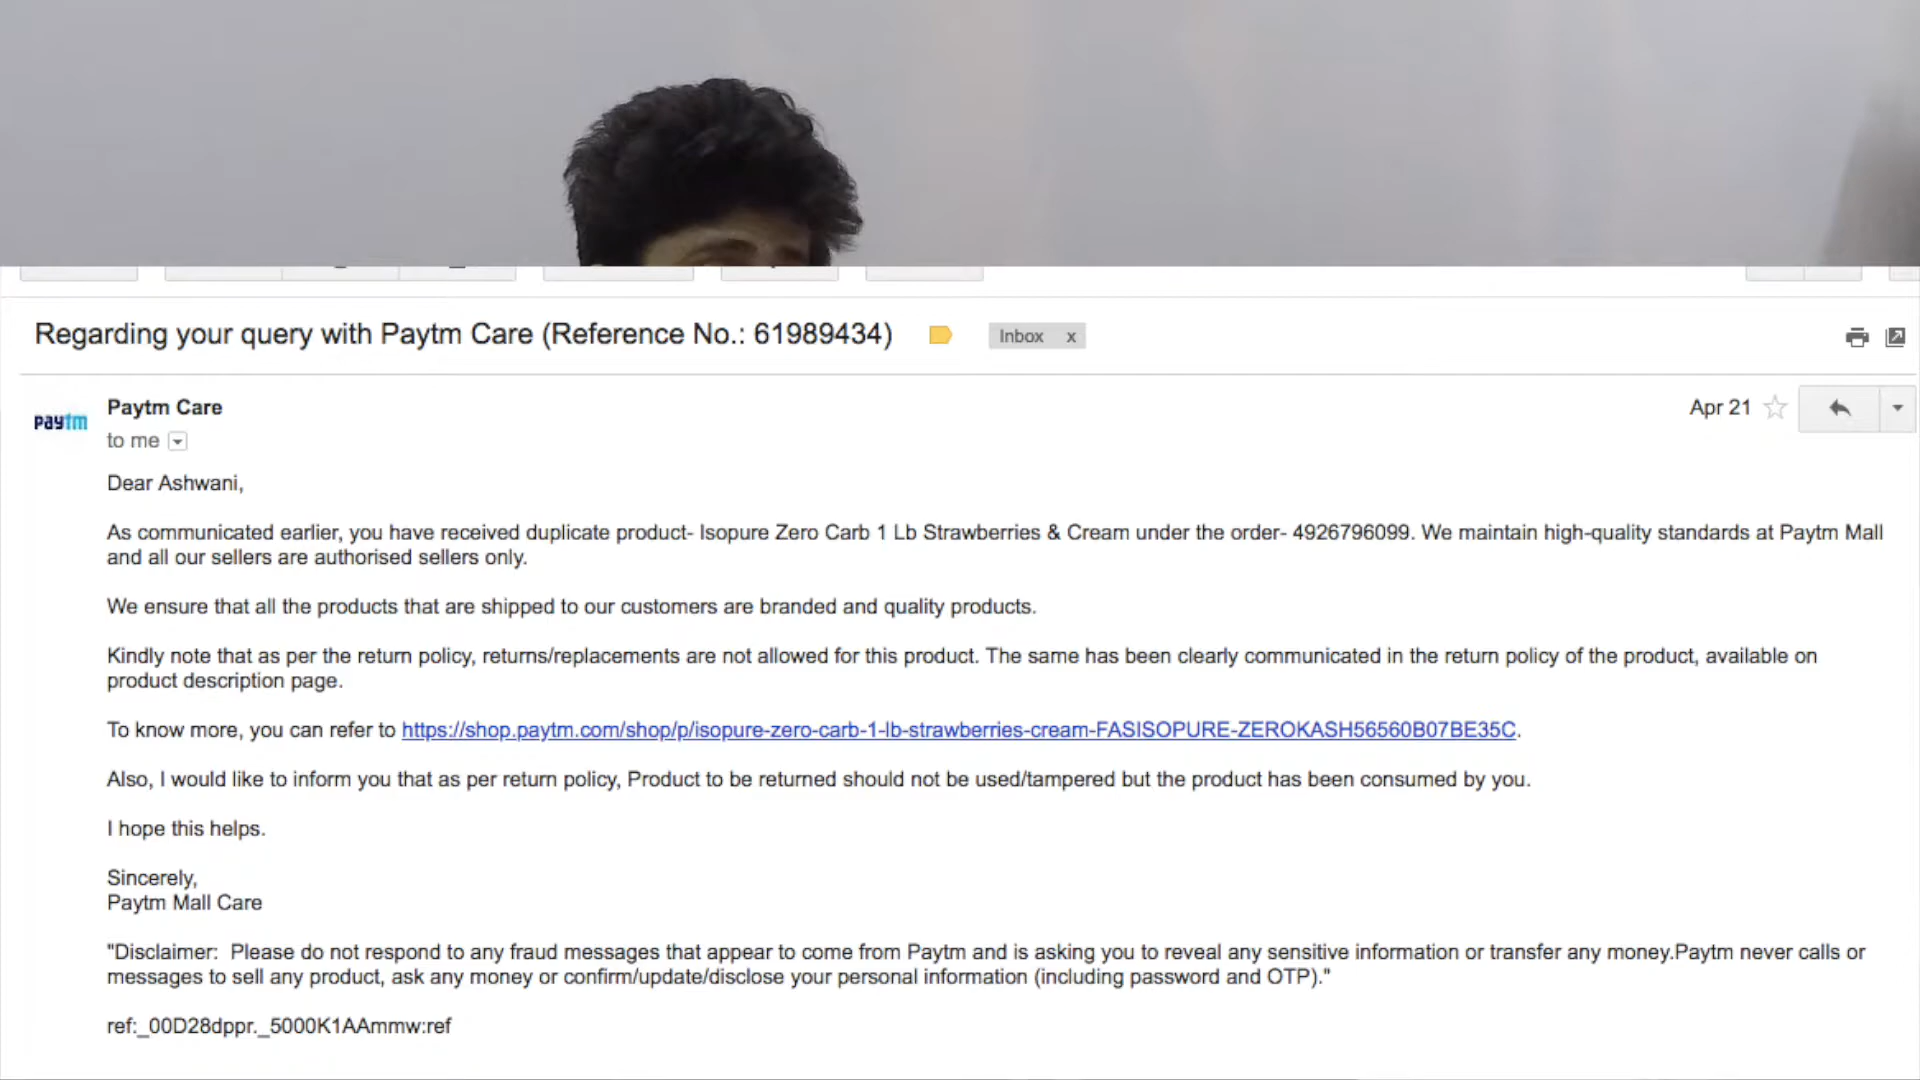 Regarding your query with Paytm Care (Reference No.: 61989434)
Inbox x
paytm
Paytm Care
Apr 21
to me
Dear Ashwani,
As communicated earlier, you have received duplicate product- Isopure Zero Carb 1 Lb Strawberries & Cream under the order- 4926796099. We maintain high-quality standards at Paytm Mall
and all our sellers are authorised sellers only.
We ensure that all the products that are shipped to our customers are branded and quality products.
Kindly note that as per the return policy, returns/replacements are not allowed for this product. The same has been clearly communicated in the return policy of the product, available on
product description page.
To know more, you can refer to https://shop.paytm.com/shop/p/isopure-zero-carb-1-lb-strawberries-cream-FASISOPURE-ZEROKASH56560B07BE35C.
Also, I would like to inform you that as per return policy, Product to be returned should not be used/tampered but the product has been consumed by you.
I hope this helps.
Sincerely,
Paytm Mall Care
"Disclaimer:  Please do not respond to any fraud messages that appear to come from Paytm and is asking you to reveal any sensitive information or transfer any money.Paytm never calls or
messages to sell any product, ask any money or confirm/update/disclose your personal information (including password and OTP)."
ref:_00D28dppr._5000K1AAmmw:ref